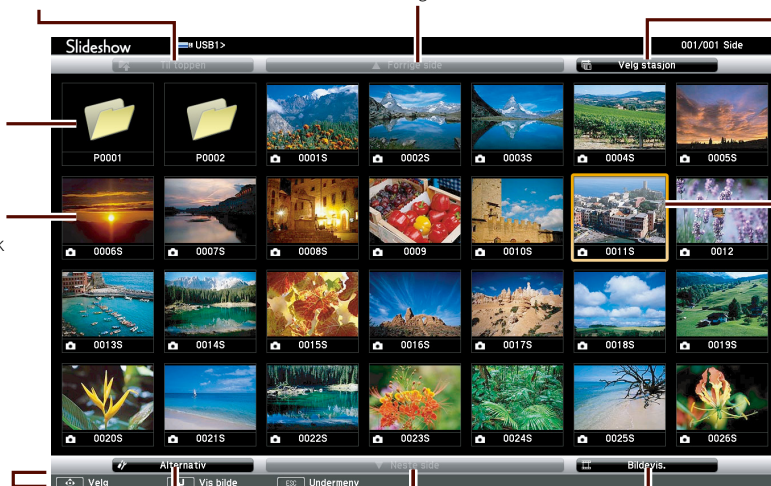 Slideshow USB1> 001/001 Side
Til toppen ▲ Forrige side Velg stasjon
P0001 P0002 0001S 0002S 0003S 0004S 0005S
0006S 0007S 0008S 0009 0010S 0011S 0012
0013S 0014S 0015S 0016S 0017S 0018S 0019S
0020S 0021S 0022S 0023S 0024S 0025S 0026S
Alternativ ▼ Neste side Bildevis.
Velg Vis bilde ESC Undermeny